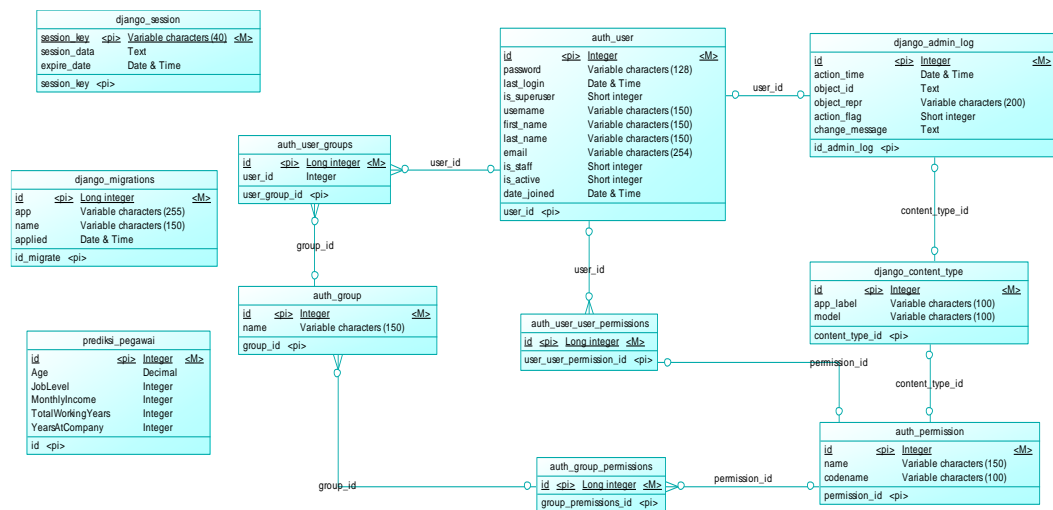 django_session
session_key <pi> Variable characters (40) <M>
session_data Text
expire_date Date & Time
session_key <pi>
auth_user
id <pi> Integer <M>
password Variable characters (128)
last_login Date & Time
is_superuser Short integer
username Variable characters (150)
first_name Variable characters (150)
last_name Variable characters (150)
email Variable characters (254)
is_staff Short integer
is_active Short integer
date_joined Date & Time
user_id <pi>
user_id
django_admin_log
id <pi> Integer <M>
action_time Date & Time
object_id Text
object_repr Variable characters (200)
action_flag Short integer
change_message Text
id_admin_log <pi>
auth_user_groups
id <pi> Long integer <M>
user_id Integer
user_group_id <pi>
user_id
django_migrations
id <pi> Long integer <M>
app Variable characters (255)
name Variable characters (150)
applied Date & Time
id_migrate <pi>
group_id
user_id
content_type_id
auth_group
id <pi> Integer <M>
name Variable characters (150)
group_id <pi>
django_content_type
id <pi> Integer <M>
app_label Variable characters (100)
model Variable characters (100)
content_type_id <pi>
auth_user_user_permissions
id <pi> Long integer <M>
user_user_permission_id <pi>
prediksi_pegawai
id <pi> Integer <M>
Age Decimal
JobLevel Integer
MonthlyIncome Integer
TotalWorkingYears Integer
YearsAtCompany Integer
id <pi>
permission_id
content_type_id
auth_permission
id <pi> Integer <M>
name Variable characters (150)
codename Variable characters (100)
permission_id <pi>
group_id
auth_group_permissions
id <pi> Long integer <M>
group_premissions_id <pi>
permission_id